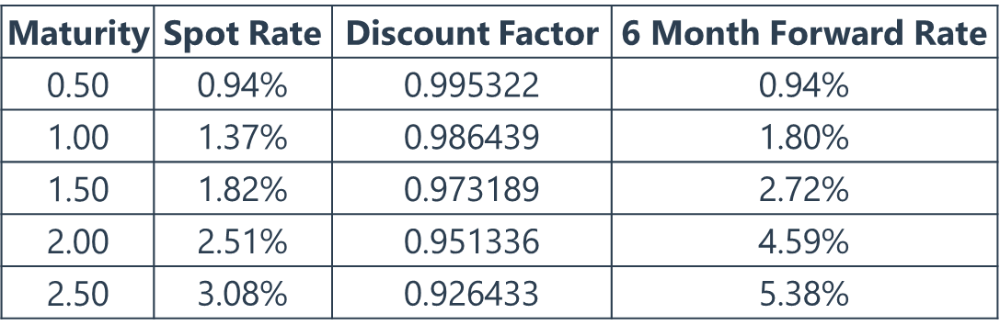 Maturity Spot Rate Discount Factor 6 Month Forward Rate
0.50 0.94% 0.995322 0.94%
1.00 1.37% 0.986439 1.80%
1.50 1.82% 0.973189 2.72%
2.00 2.51% 0.951336 4.59%
2.50 3.08% 0.926433 5.38%